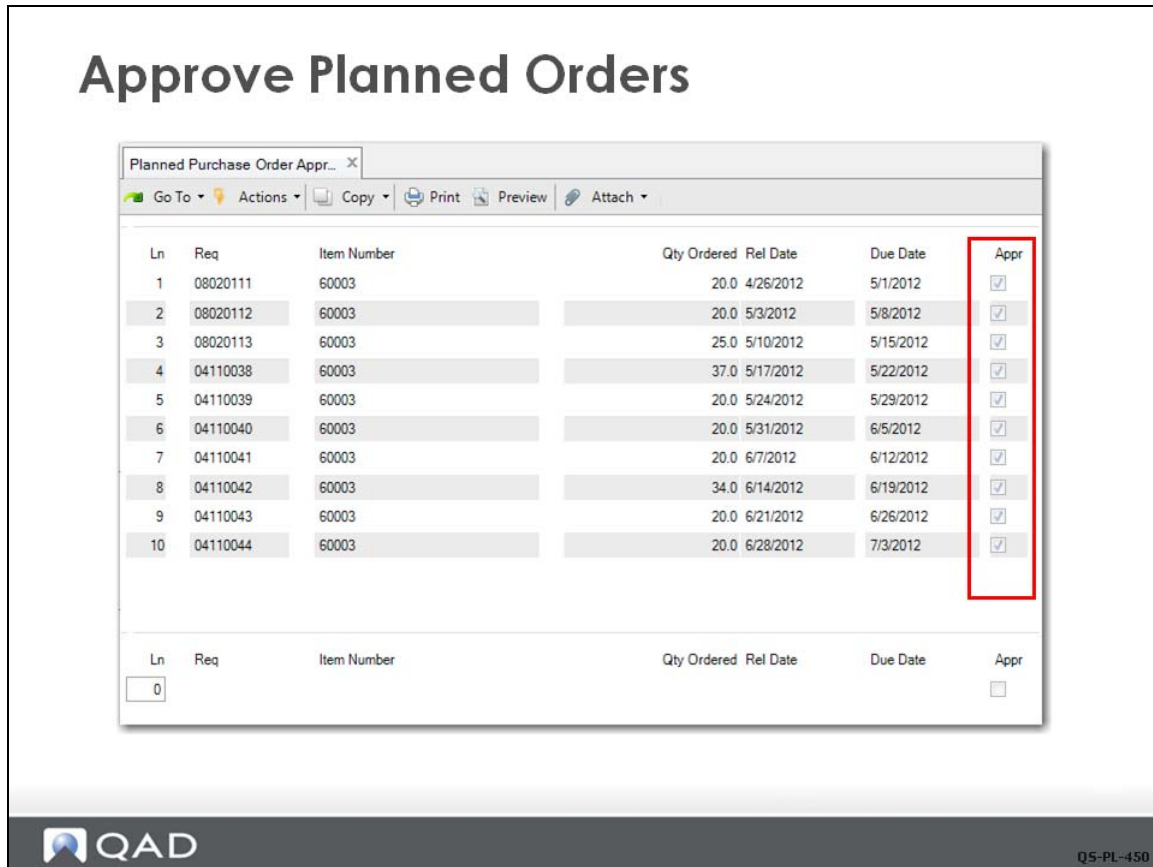 Approve Planned Orders
Planned Purchase Order Appr...
Go To Actions Copy Print Preview Attach
Ln Req Item Number Qty Ordered Rel Date Due Date Appr
1 08020111 60003 20.0 4/26/2012 5/1/2012
2 08020112 60003 20.0 5/3/2012 5/8/2012
3 08020113 60003 25.0 5/10/2012 5/15/2012
4 04110038 60003 37.0 5/17/2012 5/22/2012
5 04110039 60003 20.0 5/24/2012 5/29/2012
6 04110040 60003 20.0 5/31/2012 6/5/2012
7 04110041 60003 20.0 6/7/2012 6/12/2012
8 04110042 60003 34.0 6/14/2012 6/19/2012
9 04110043 60003 20.0 6/21/2012 6/26/2012
10 04110044 60003 20.0 6/28/2012 7/3/2012
Ln Req Item Number Qty Ordered Rel Date Due Date Appr
0
QAD
QS-PL-450